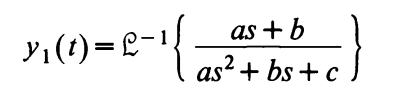 y₁(t) = 𝔏⁻¹{ (as + b) / (as² + bs + c) }